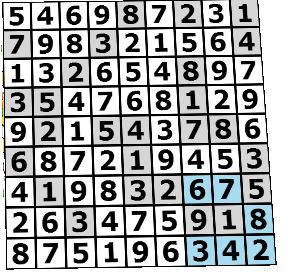 5 4 6 9 8 7 2 3 1
7 9 8 3 2 1 5 6 4
1 3 2 6 5 4 8 9 7
3 5 4 7 6 8 1 2 9
9 2 1 5 4 3 7 8 6
6 8 7 2 1 9 4 5 3
4 1 9 8 3 2 6 7 5
2 6 3 4 7 5 9 1 8
8 7 5 1 9 6 3 4 2